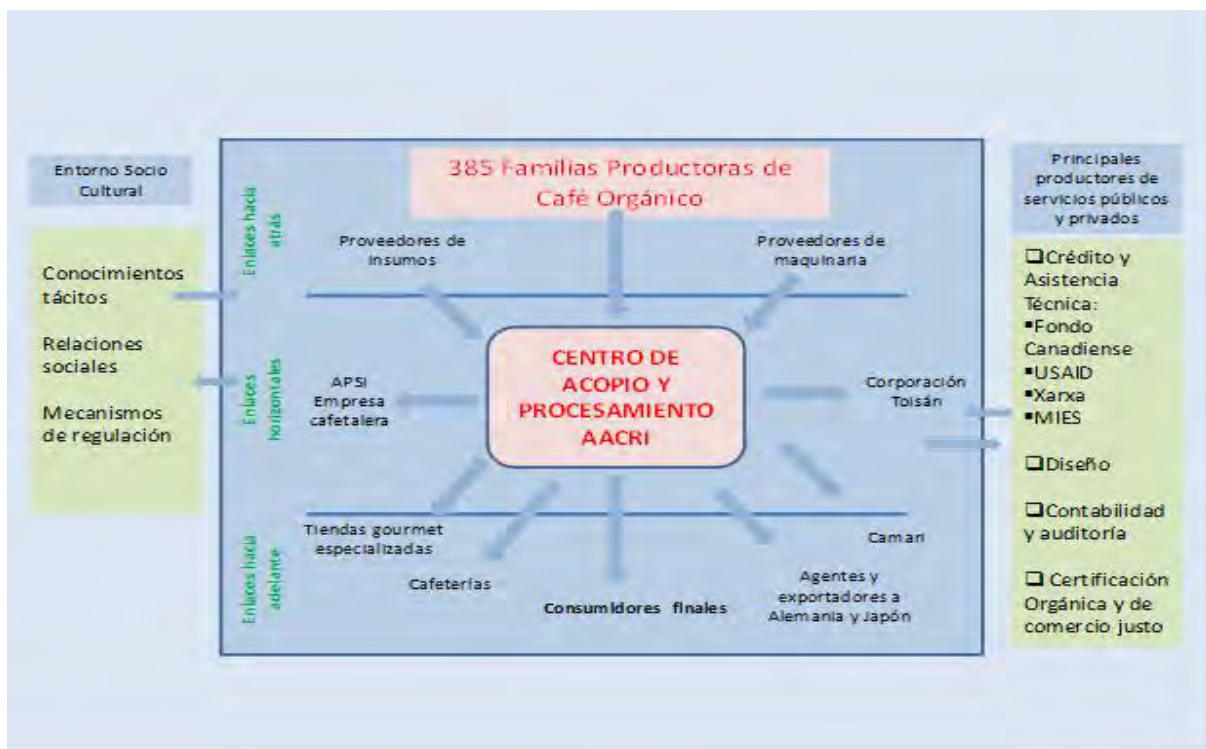 Entorno Socio
Cultural
Conocimientos
tácitos
Relaciones
sociales
Mecanismos
de regulación
Enlaces hacia
atrás
385 Familias Productoras de
Café Orgánico
Proveedores de
insumos
Proveedores de
maquinaria
Enlaces
horizontales
APSI
Empresa
cafetalera
CENTRO DE
ACOPIO Y
PROCESAMIENTO
AACRI
Corporación
Tolsán
Enlaces hacia
adelante
Tiendas gourmet
especializadas
Cafeterías
Consumidores finales
Agentes y
exportadores a
Alemania y Japón
Camari
Principales
productores de
servicios públicos
y privados
❑Crédito y
Asistencia
Técnica:
▪Fondo
Canadiense
▪USAID
▪Xarxa
▪MIES
❑Diseño
❑Contabilidad
y auditoría
❑ Certificación
Orgánica y de
comercio justo